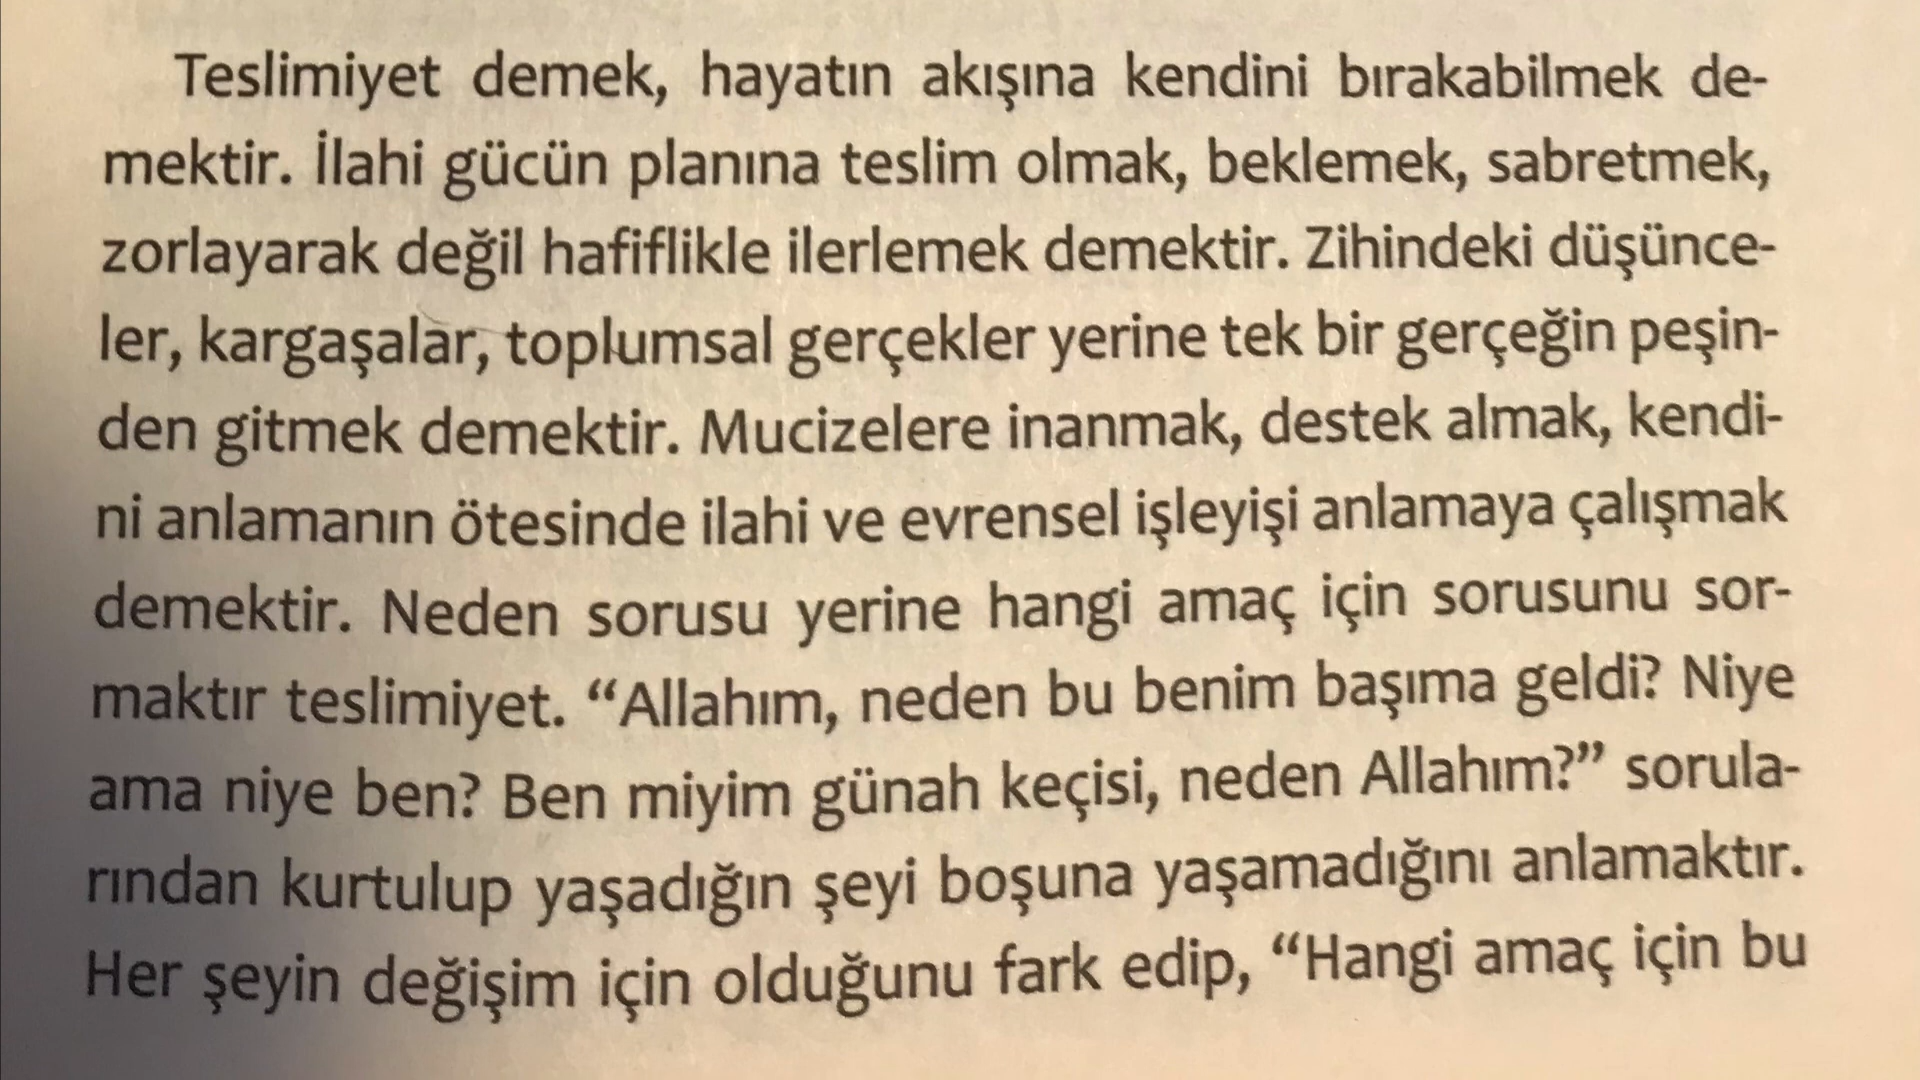 Teslimiyet demek, hayatın akışına kendini bırakabilmek de-
mektir. İlahi gücün planına teslim olmak, beklemek, sabretmek,
zorlayarak değil hafiflikle ilerlemek demektir. Zihindeki düşünce-
ler, kargaşalar, toplumsal gerçekler yerine tek bir gerçeğin peşin-
den gitmek demektir. Mucizelere inanmak, destek almak, kendi-
ni anlamanın ötesinde ilahi ve evrensel işleyişi anlamaya çalışmak
demektir. Neden sorusu yerine hangi amaç için sorusunu sor-
maktır teslimiyet. “Allahım, neden bu benim başıma geldi? Niye
ama niye ben? Ben miyim günah keçisi, neden Allahım?” sorula-
rından kurtulup yaşadığın şeyi boşuna yaşamadığını anlamaktır.
Her şeyin değişim için olduğunu fark edip, “Hangi amaç için bu